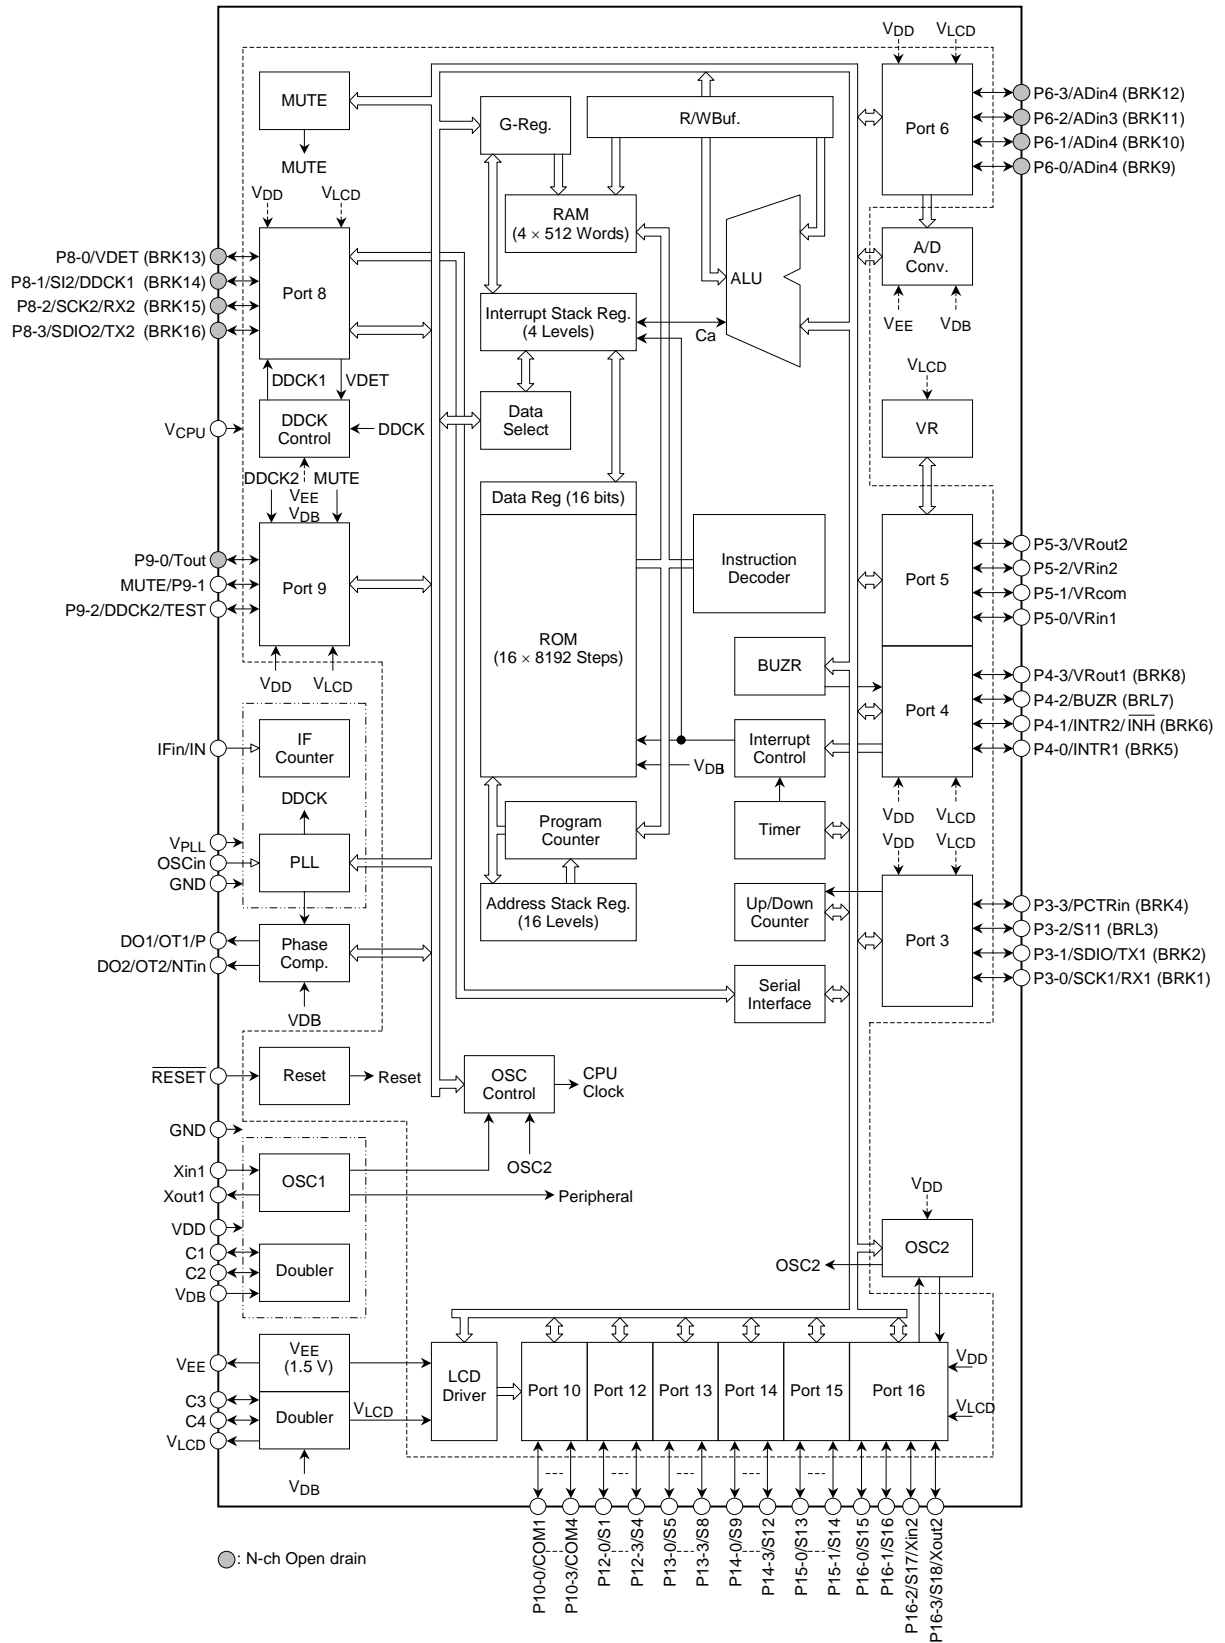 VDD
VLCD
MUTE
MUTE
G-Reg.
R/WBuf.
Port 6
P6-3/ADin4 (BRK12)
P6-2/ADin3 (BRK11)
P6-1/ADin4 (BRK10)
P6-0/ADin4 (BRK9)
VDD
VLCD
RAM
(4 × 512 Words)
P8-0/VDET (BRK13)
P8-1/SI2/DDCK1 (BRK14)
P8-2/SCK2/RX2 (BRK15)
P8-3/SDIO2/TX2 (BRK16)
Port 8
ALU
A/D
Conv.
VEE
VDB
Interrupt Stack Reg.
(4 Levels)
Ca
DDCK1
VDET
VLCD
VCPU
DDCK
Control
DDCK
Data
Select
VR
DDCK2
MUTE
VEE
VDB
Data Reg (16 bits)
P9-0/Tout
MUTE/P9-1
P9-2/DDCK2/TEST
Port 9
Instruction
Decoder
Port 5
P5-3/VRout2
P5-2/VRin2
P5-1/VRcom
P5-0/VRin1
ROM
(16 × 8192 Steps)
BUZR
VDD
VLCD
Port 4
P4-3/VRout1 (BRK8)
P4-2/BUZR (BRL7)
P4-1/INTR2/ I̅N̅H̅ (BRK6)
P4-0/INTR1 (BRK5)
IFin/IN
IF
Counter
Interrupt
Control
VDB
DDCK
VDD
VLCD
VPLL
OSCin
GND
PLL
Program
Counter
Timer
VDD
VLCD
Address Stack Reg.
(16 Levels)
Up/Down
Counter
Port 3
P3-3/PCTRin (BRK4)
P3-2/S11 (BRL3)
P3-1/SDIO/TX1 (BRK2)
P3-0/SCK1/RX1 (BRK1)
DO1/OT1/P
DO2/OT2/NTin
Phase
Comp.
VDB
Serial
Interface
R̅E̅S̅E̅T̅
Reset
Reset
OSC
Control
CPU
Clock
GND
Xin1
Xout1
OSC1
OSC2
Peripheral
VDD
VDD
C1
C2
VDB
Doubler
OSC2
OSC2
VEE
VEE
(1.5 V)
LCD
Driver
Port 10
Port 12
Port 13
Port 14
Port 15
Port 16
VDD
VLCD
C3
C4
VLCD
Doubler
VLCD
VDB
P10-0/COM1
P10-3/COM4
P12-0/S1
P12-3/S4
P13-0/S5
P13-3/S8
P14-0/S9
P14-3/S12
P15-0/S13
P15-1/S14
P16-0/S15
P16-1/S16
P16-2/S17/Xin2
P16-3/S18/Xout2
: N-ch Open drain